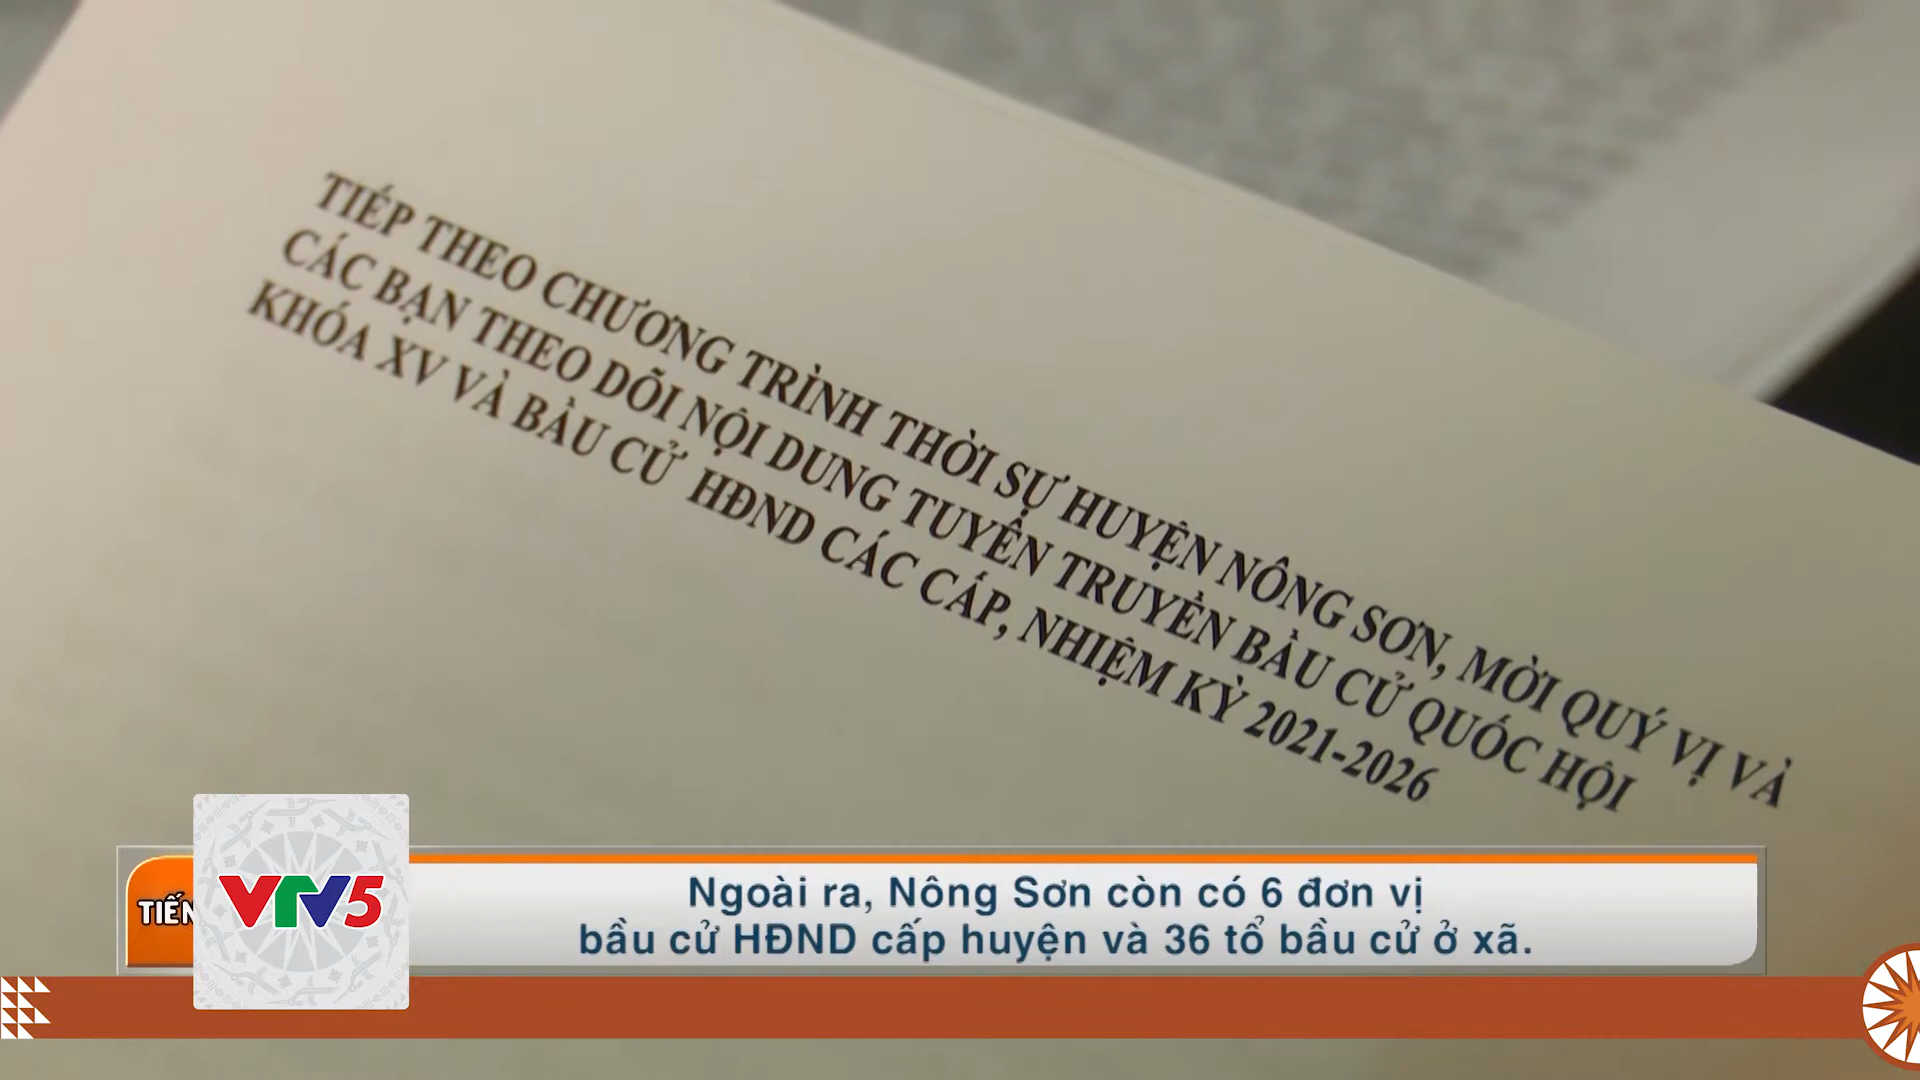 TIẾP THEO CHƯƠNG TRÌNH THỜI SỰ HUYỆN NÔNG SƠN, MỜI QUÝ VỊ VÀ
CÁC BẠN THEO DÕI NỘI DUNG TUYÊN TRUYỀN BẦU CỬ QUỐC HỘI
KHÓA XV VÀ BẦU CỬ HĐND CÁC CẤP, NHIỆM KỲ 2021-2026
TIẾN
VTV5
Ngoài ra, Nông Sơn còn có 6 đơn vị
bầu cử HĐND cấp huyện và 36 tổ bầu cử ở xã.